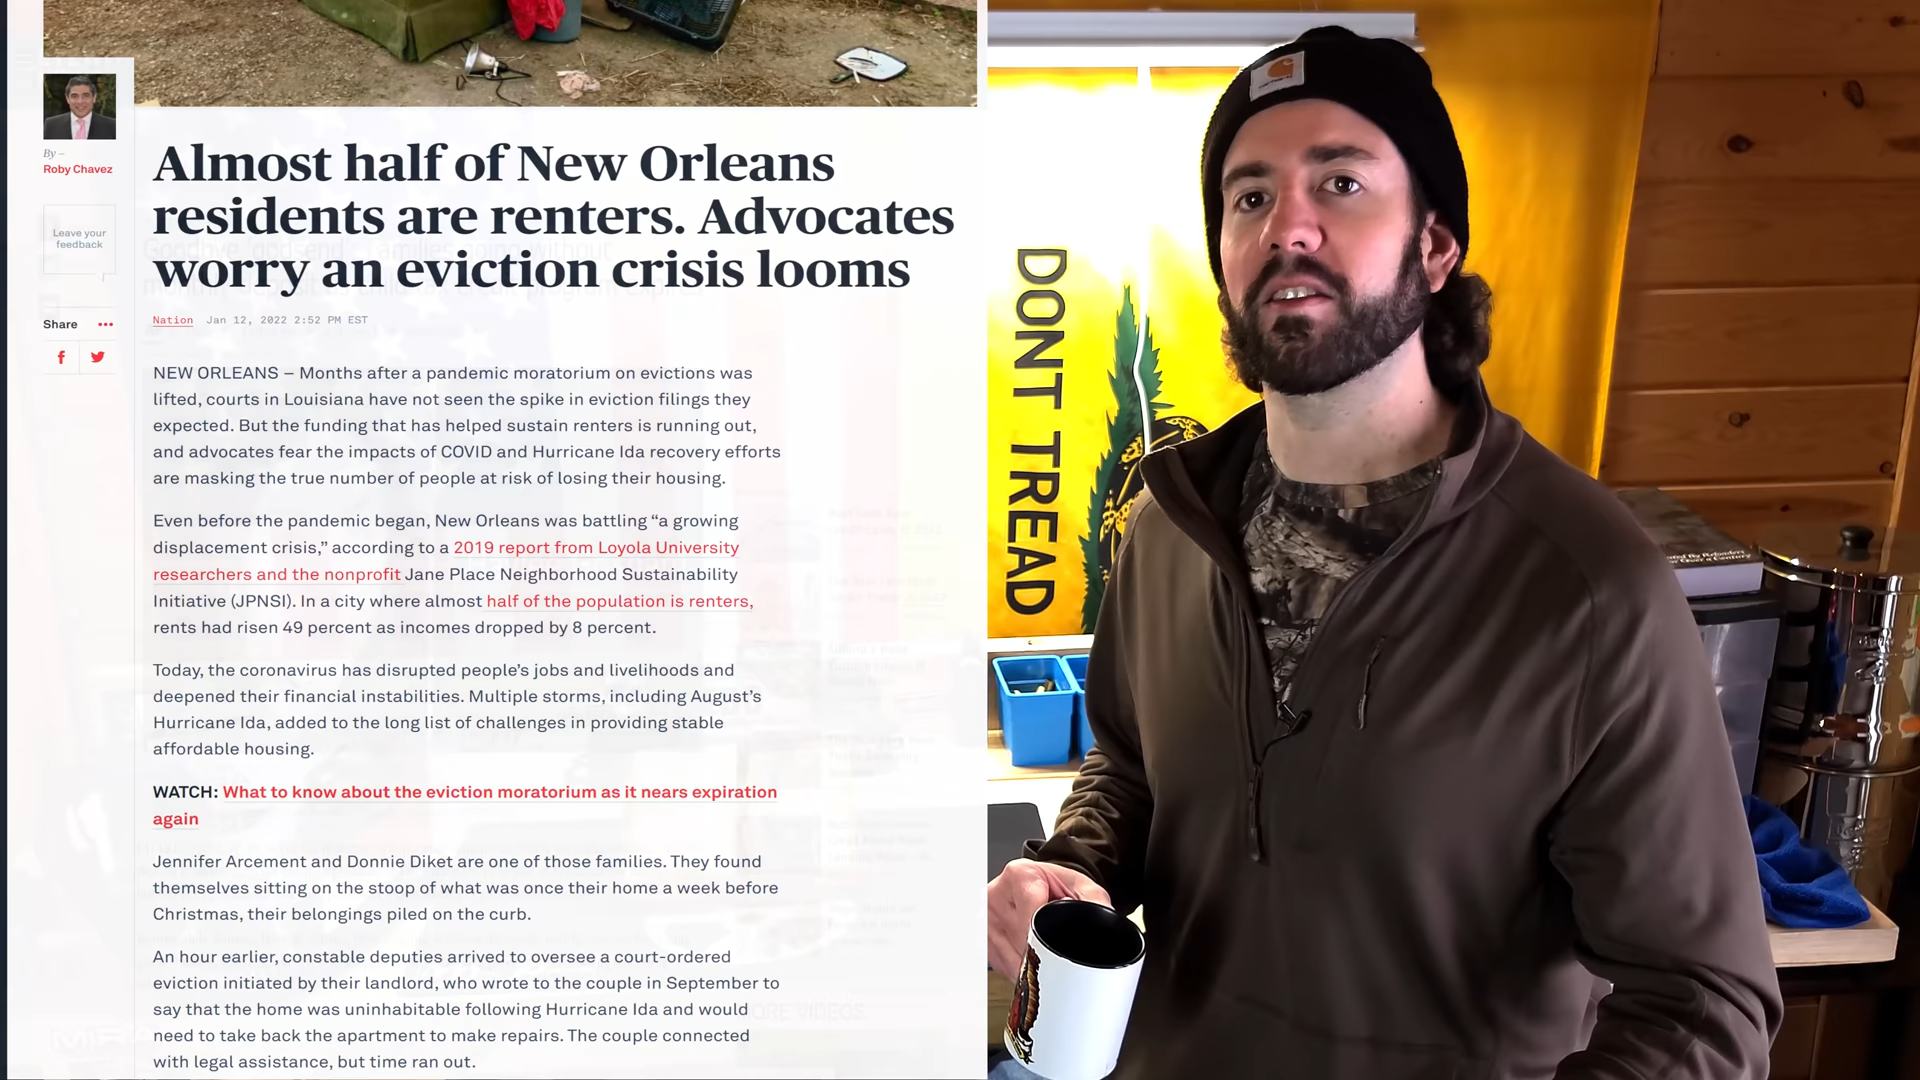 By –
Roby Chavez
Leave your
feedback
Share
Almost half of New Orleans
residents are renters. Advocates
worry an eviction crisis looms
Nation Jan 12, 2022 2:52 PM EST
NEW ORLEANS – Months after a pandemic moratorium on evictions was
lifted, courts in Louisiana have not seen the spike in eviction filings they
expected. But the funding that has helped sustain renters is running out,
and advocates fear the impacts of COVID and Hurricane Ida recovery efforts
are masking the true number of people at risk of losing their housing.
Even before the pandemic began, New Orleans was battling “a growing
displacement crisis,” according to a 2019 report from Loyola University
researchers and the nonprofit Jane Place Neighborhood Sustainability
Initiative (JPNSI). In a city where almost half of the population is renters,
rents had risen 49 percent as incomes dropped by 8 percent.
Today, the coronavirus has disrupted people’s jobs and livelihoods and
deepened their financial instabilities. Multiple storms, including August’s
Hurricane Ida, added to the long list of challenges in providing stable
affordable housing.
WATCH: What to know about the eviction moratorium as it nears expiration
again
Jennifer Arcement and Donnie Diket are one of those families. They found
themselves sitting on the stoop of what was once their home a week before
Christmas, their belongings piled on the curb.
An hour earlier, constable deputies arrived to oversee a court-ordered
eviction initiated by their landlord, who wrote to the couple in September to
say that the home was uninhabitable following Hurricane Ida and would
need to take back the apartment to make repairs. The couple connected
with legal assistance, but time ran out.
MORE VIDEOS
DONT TREAD